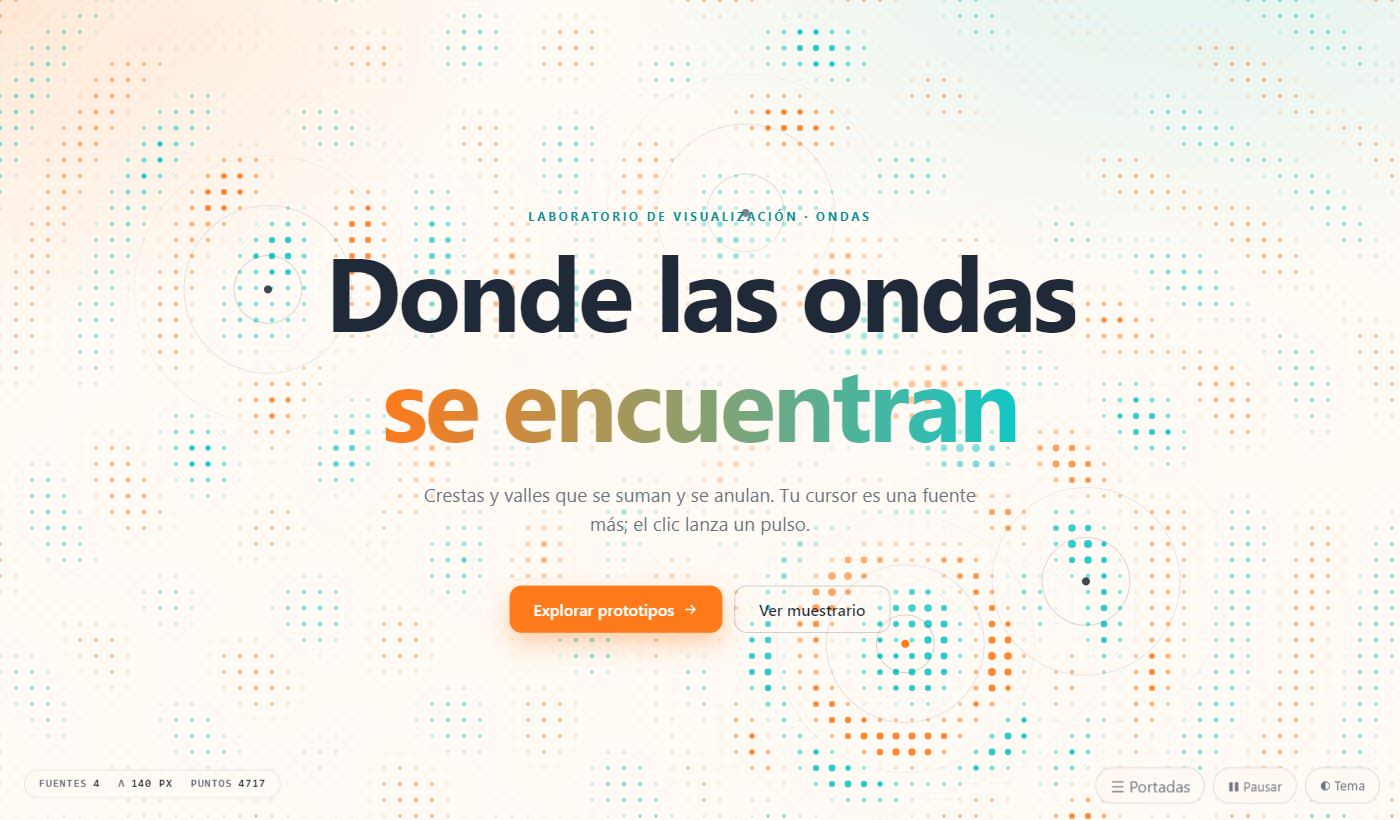 LABORATORIO DE VISUALIZACIÓN · ONDAS
Donde las ondas
se encuentran
Crestas y valles que se suman y se anulan. Tu cursor es una fuente
más; el clic lanza un pulso.
Explorar prototipos →
Ver muestrario
FUENTES 4 Λ 140 PX PUNTOS 4717
☰ Portadas
Pausar
◐ Tema